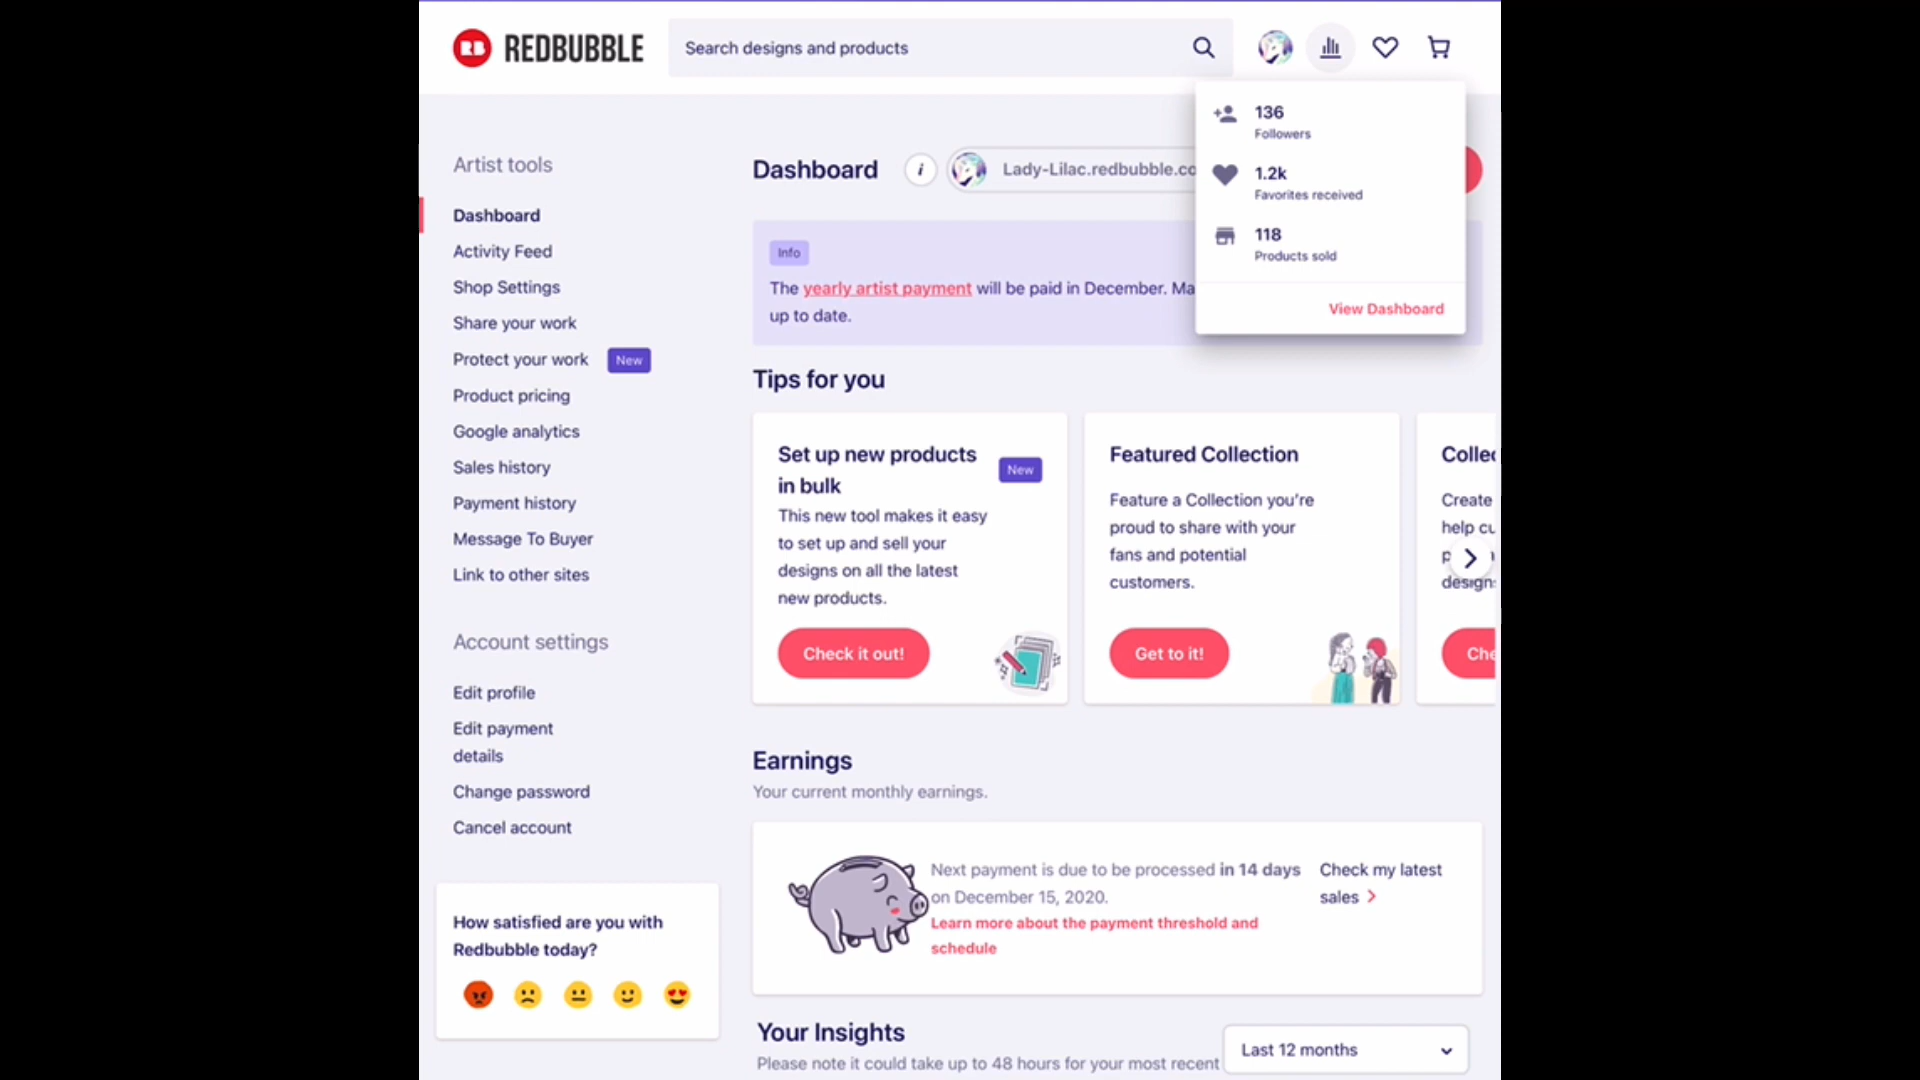 RB REDBUBBLE
Search designs and products
136
Followers
1.2k
Favorites received
118
Products sold
View Dashboard
Artist tools
Dashboard
Activity Feed
Shop Settings
Share your work
Protect your work New
Product pricing
Google analytics
Sales history
Payment history
Message To Buyer
Link to other sites
Account settings
Edit profile
Edit payment
details
Change password
Cancel account
How satisfied are you with
Redbubble today?
Dashboard i Lady-Lilac.redbubble.co
Info
The yearly artist payment will be paid in December. Ma
up to date.
Tips for you
Set up new products
in bulk
New
This new tool makes it easy
to set up and sell your
designs on all the latest
new products.
Check it out!
Featured Collection
Feature a Collection you're
proud to share with your
fans and potential
customers.
Get to it!
Collec
Create
help cu
p
designs
Che
Earnings
Your current monthly earnings.
Next payment is due to be processed in 14 days
on December 15, 2020.
Learn more about the payment threshold and
schedule
Check my latest
sales
Your Insights
Please note it could take up to 48 hours for your most recent
Last 12 months